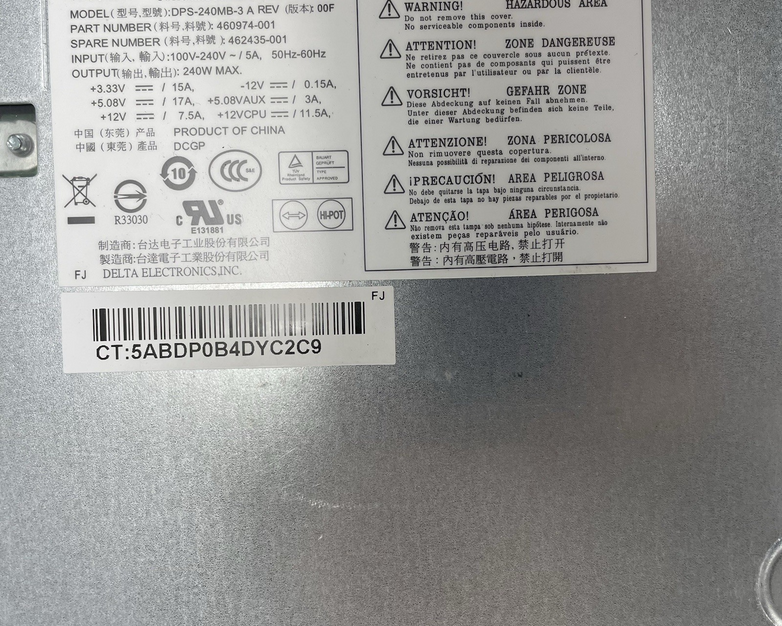 MODEL(型号,型號):DPS-240MB-3 A REV (版本): 00F
PART NUMBER (料号,料號): 460974-001
SPARE NUMBER (料号,料號): 462435-001
INPUT(输入, 輸入):100V-240V~/5A, 50Hz-60Hz
OUTPUT(输出, 輸出): 240W MAX.
+3.33V / 15A, -12V / 0.15A,
+5.08V / 17A, +5.08VAUX / 3A,
+12V / 7.5A, +12VCPU / 11.5A,
中国 (东莞) 产品 PRODUCT OF CHINA
中國 (東莞) 產品 DCGP
10
CCC
S&E
R33030
c RU US
E131881
HI-POT
制造商:台达电子工业股份有限公司
製造商:台達電子工業股份有限公司
FJ DELTA ELECTRONICS,INC.
WARNING! HAZARDOUS AREA
Do not remove this cover.
No serviceable components inside.
ATTENTION! ZONE DANGEREUSE
Ne retirez pas ce couvercle sous aucun prétexte.
Ne contient pas de composants qui puissent être
entretenus par l'utilisateur ou par la clientèle.
VORSICHT! GEFAHR ZONE
Diese Abdeckung auf keinen Fall abnehmen.
Unter dieser Abdeckung befinden sich keine Teile,
die einer Wartung bedürfen.
ATTENZIONE! ZONA PERICOLOSA
Non rimuovere questa copertura.
Nessuna possibilità di reparazione dei componenti all'interno.
¡PRECAUCIÓN! AREA PELIGROSA
No debe quitarse la tapa bajo ninguna circunstancia.
Debajo de esta tapa no hay piezas reparables por el propietario.
ATENÇÃO! ÁREA PERIGOSA
Não remova esta tampa sob nenhuma hipótese. Internamente não
existem peças reparáveis pelo usuário.
警告: 内有高压电路, 禁止打开
警告: 內有高壓電路, 禁止打開
FJ
CT:5ABDP0B4DYC2C9